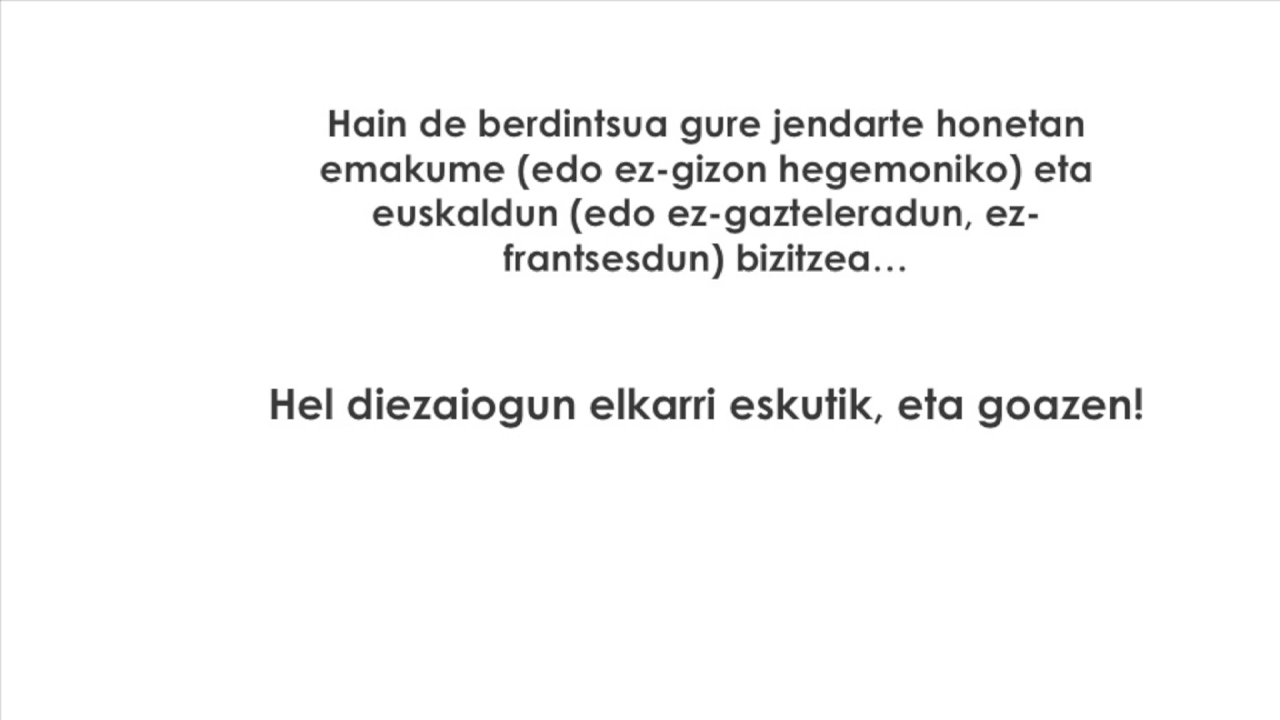 Hain de berdintsua gure jendarte honetan
emakume (edo ez-gizon hegemoniko) eta
euskaldun (edo ez-gazteleradun, ez-
frantsesdun) bizitzea…
Hel diezaiogun elkarri eskutik, eta goazen!